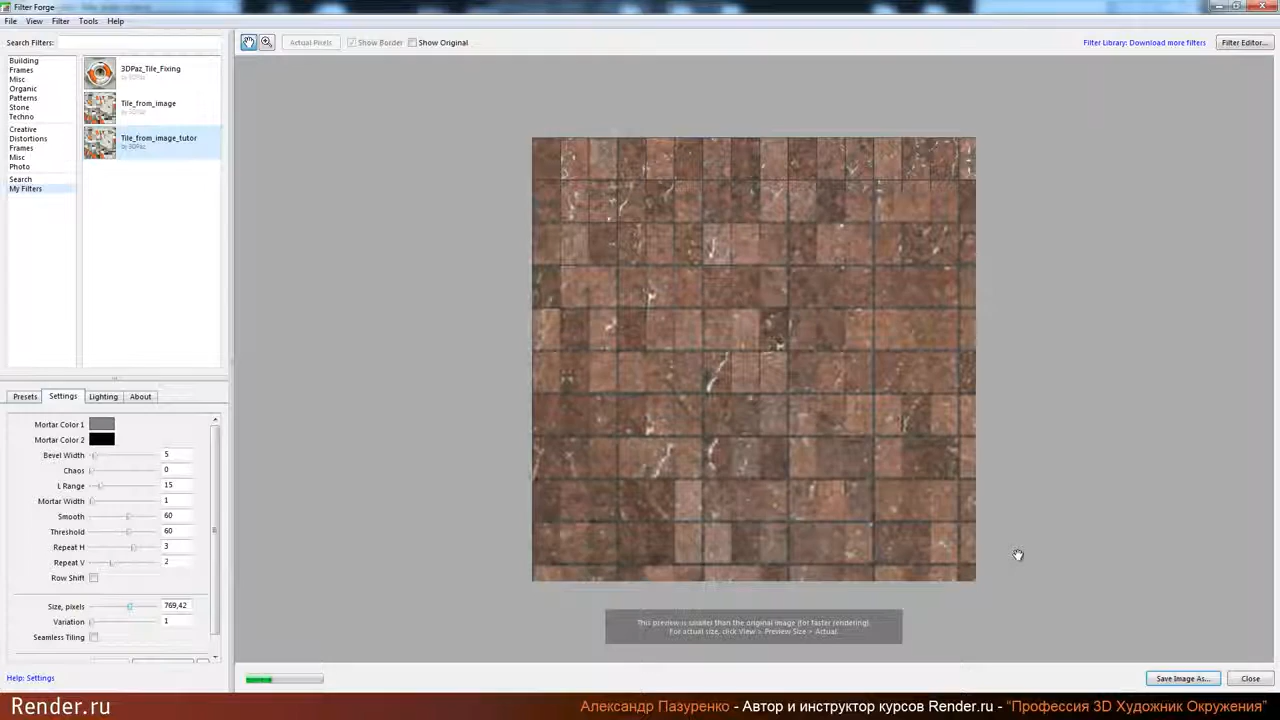 Filter Forge
File View Filter Tools Help
Search Filters:
Actual Pixels
Show Border
Show Original
Filter Library: Download more filters
Filter Editor...
Building
Frames
Misc
Organic
Patterns
Stone
Techno
Creative
Distortions
Frames
Misc
Photo
Search
My Filters
3DPaz_Tile_Fixing
by 3DPaz
Tile_from_image
by 3DPaz
Tile_from_image_tutor
by 3DPaz
Presets Settings Lighting About
Mortar Color 1
Mortar Color 2
Bevel Width 5
Chaos 0
L Range 15
Mortar Width 1
Smooth 60
Threshold 60
Repeat H 3
Repeat V 2
Row Shift
Size, pixels 769,42
Variation 1
Seamless Tiling
Help: Settings
This preview is smaller than the original image (for faster rendering).
For actual size, click View > Preview Size > Actual.
Save Image As...
Close
Render.ru
Александр Пазуренко - Автор и инструктор курсов Render.ru - “Профессия 3D Художник Окружения”